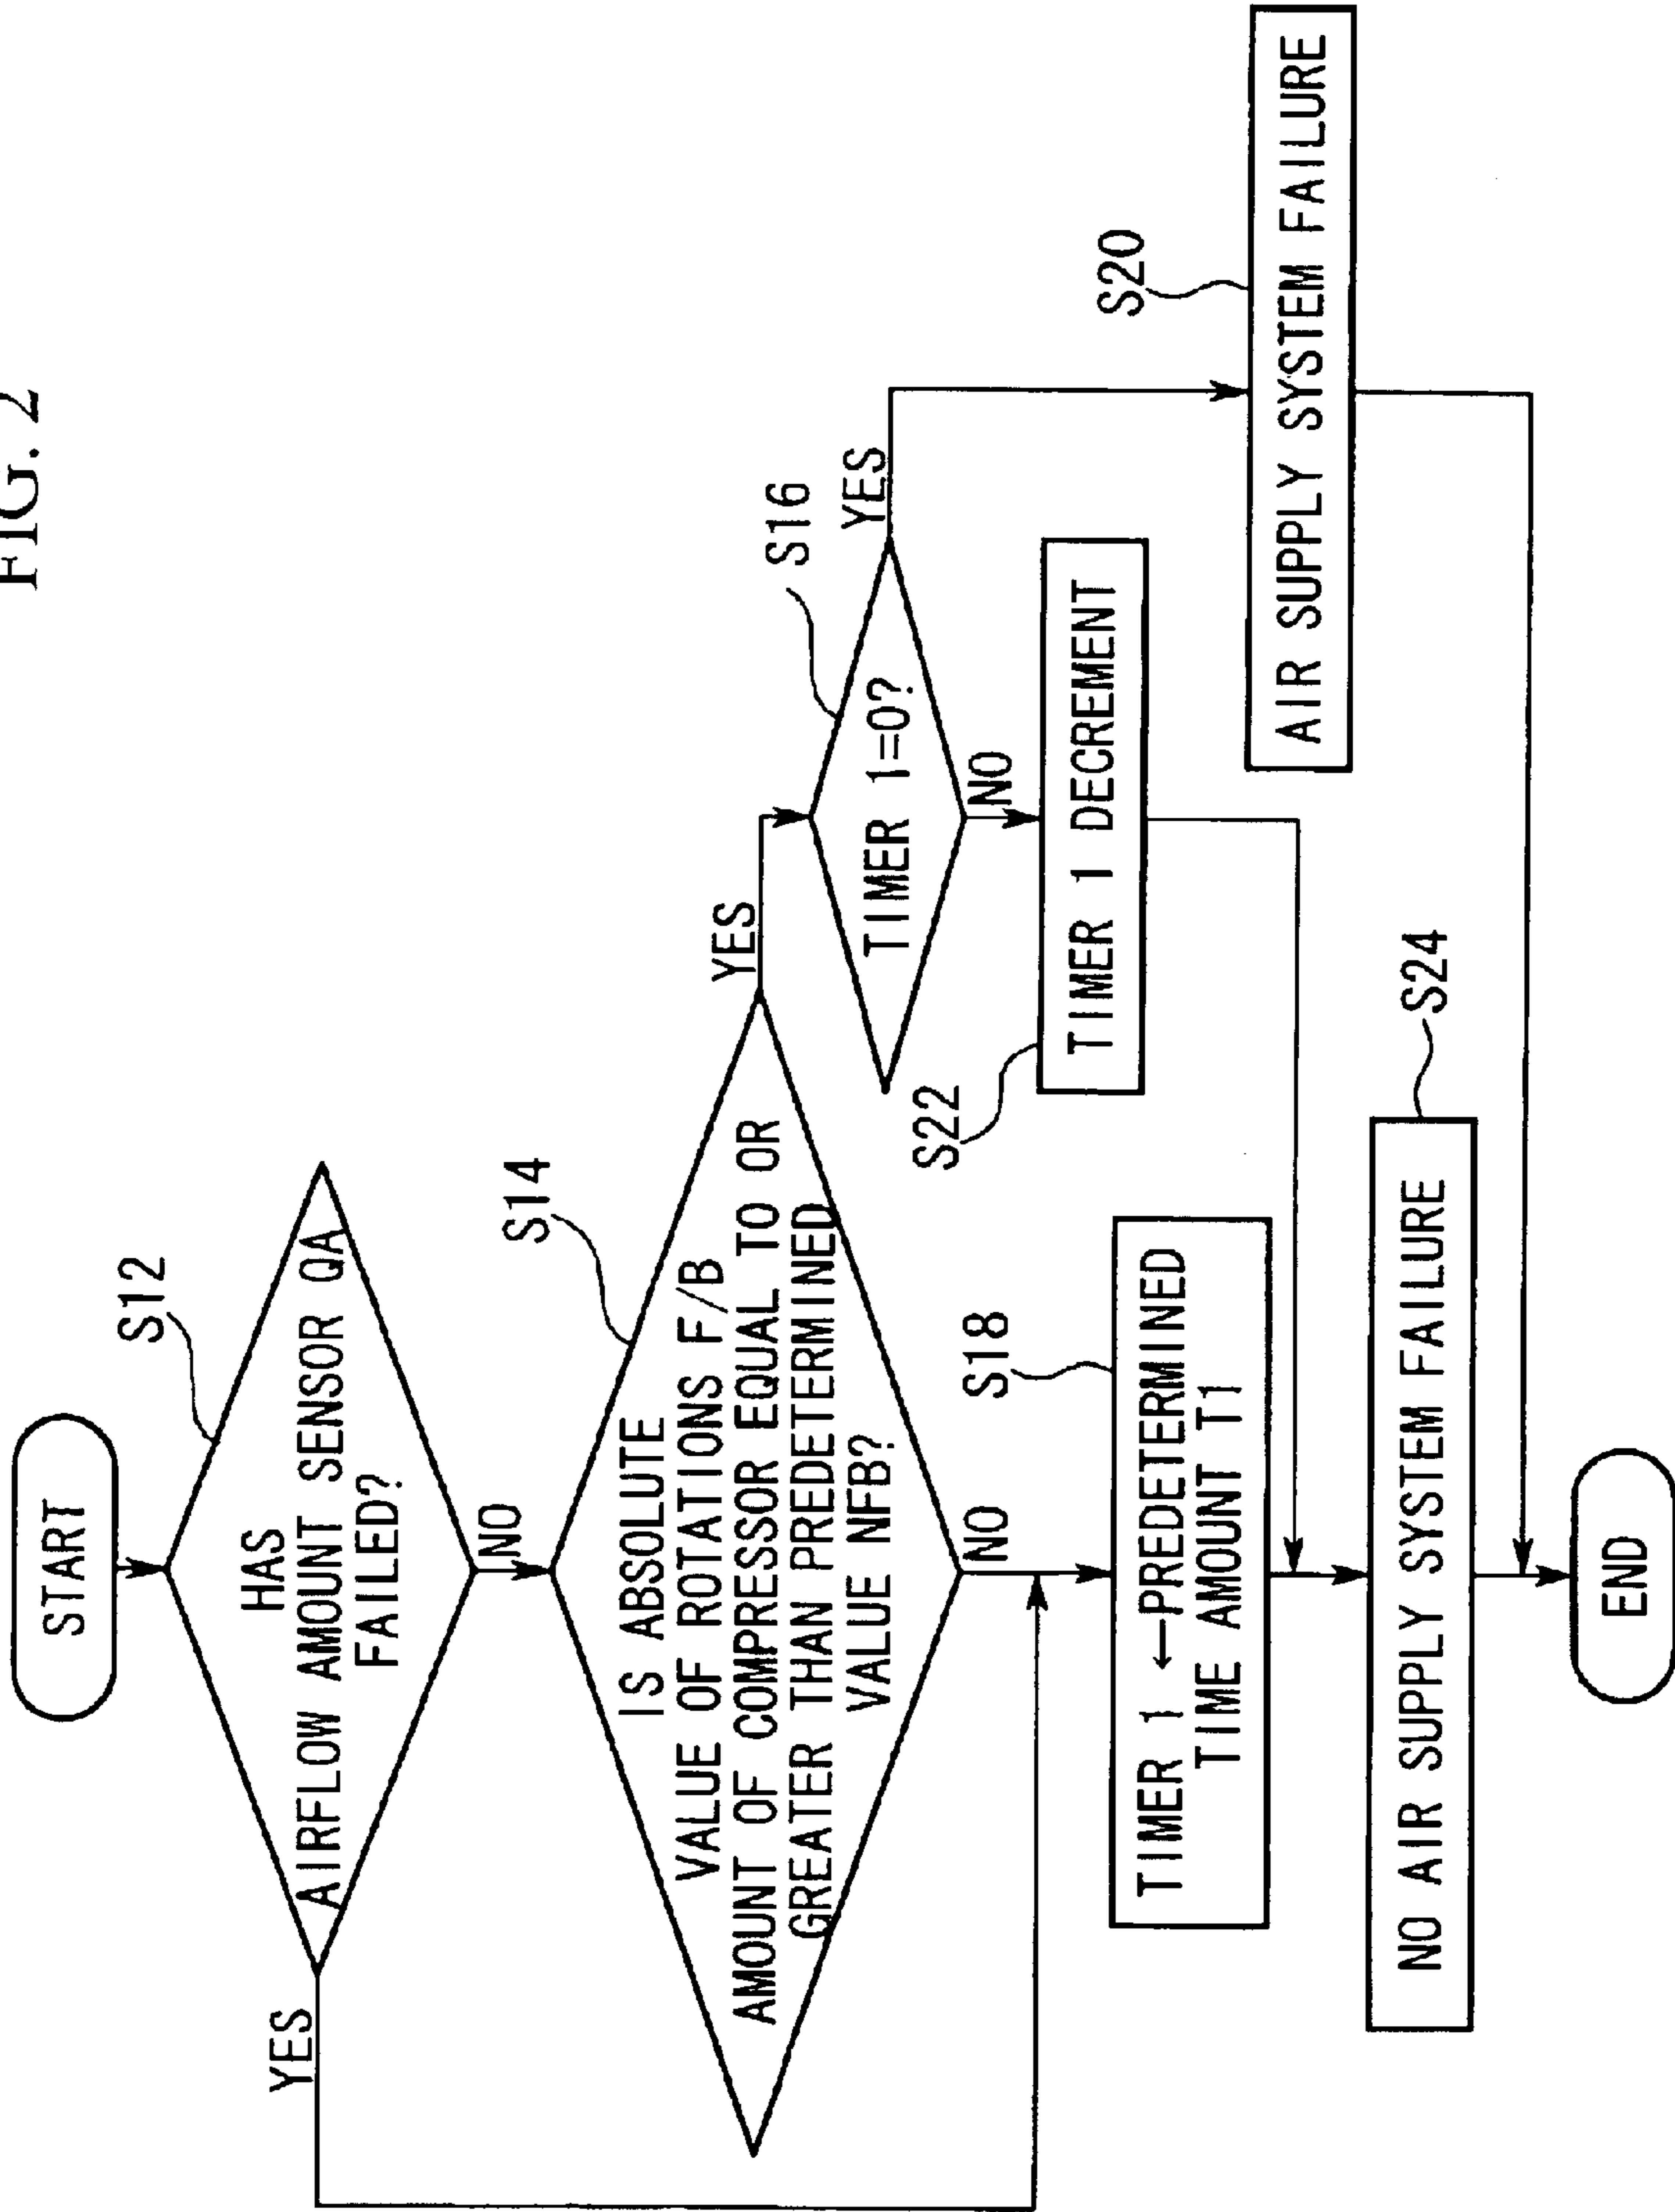 FIG. 2
START
S12
HAS
AIRFLOW AMOUNT SENSOR QA
FAILED?
YES
NO
S14
IS ABSOLUTE
VALUE OF ROTATIONS F/B
AMOUNT OF COMPRESSOR EQUAL TO OR
GREATER THAN PREDETERMINED
VALUE NFB?
YES
NO
S16
TIMER 1=0?
YES
NO
S22
TIMER 1 DECREMENT
S18
TIMER 1 ←PREDETERMINED
TIME AMOUNT T1
S20
AIR SUPPLY SYSTEM FAILURE
S24
NO AIR SUPPLY SYSTEM FAILURE
END